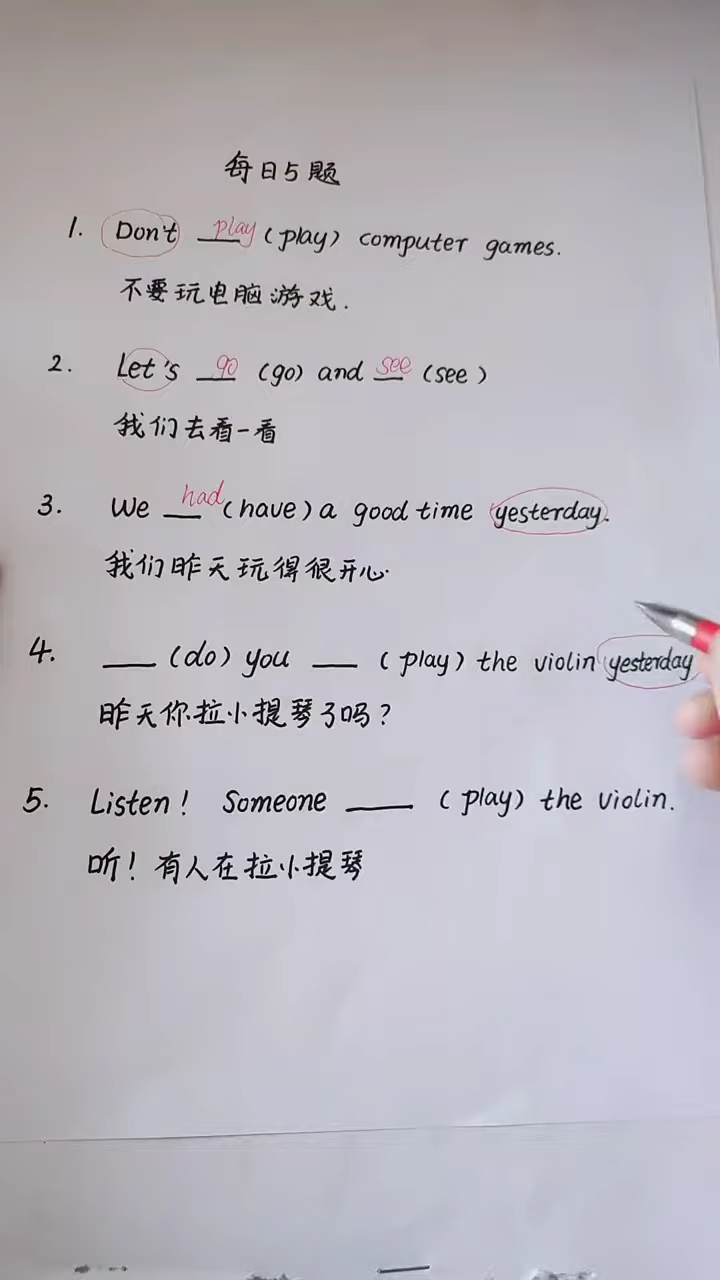 每日5题
1. Don't play (play) computer games.
不要玩电脑游戏.
2. Let's go (go) and see (see)
我们去看一看
3. We had (have) a good time yesterday.
我们昨天玩得很开心.
4. ___ (do) you ___ (play) the violin yesterday
昨天你拉小提琴了吗?
5. Listen! Someone ____ (play) the violin.
听! 有人在拉小提琴